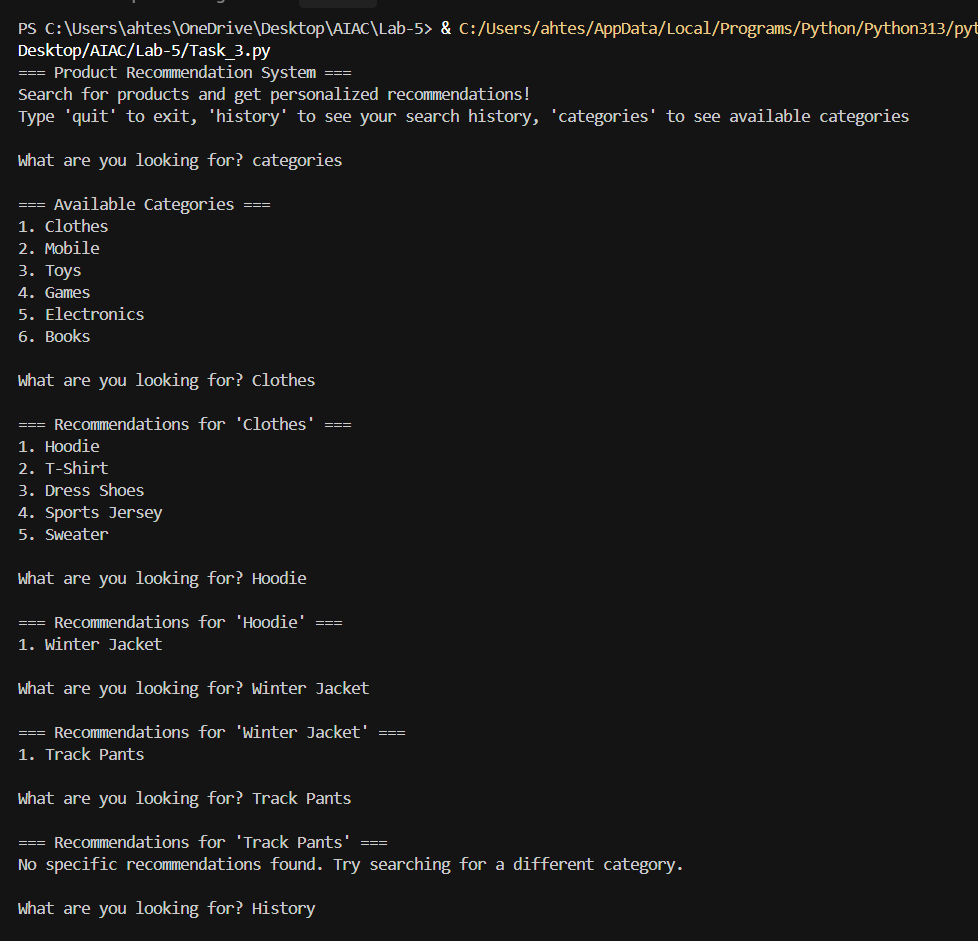 PS C:\Users\ahtes\OneDrive\Desktop\AIAC\Lab-5> & C:/Users/ahtes/AppData/Local/Programs/Python/Python313/pyt
Desktop/AIAC/Lab-5/Task_3.py
=== Product Recommendation System ===
Search for products and get personalized recommendations!
Type 'quit' to exit, 'history' to see your search history, 'categories' to see available categories
What are you looking for? categories
=== Available Categories ===
1. Clothes
2. Mobile
3. Toys
4. Games
5. Electronics
6. Books
What are you looking for? Clothes
=== Recommendations for 'Clothes' ===
1. Hoodie
2. T-Shirt
3. Dress Shoes
4. Sports Jersey
5. Sweater
What are you looking for? Hoodie
=== Recommendations for 'Hoodie' ===
1. Winter Jacket
What are you looking for? Winter Jacket
=== Recommendations for 'Winter Jacket' ===
1. Track Pants
What are you looking for? Track Pants
=== Recommendations for 'Track Pants' ===
No specific recommendations found. Try searching for a different category.
What are you looking for? History